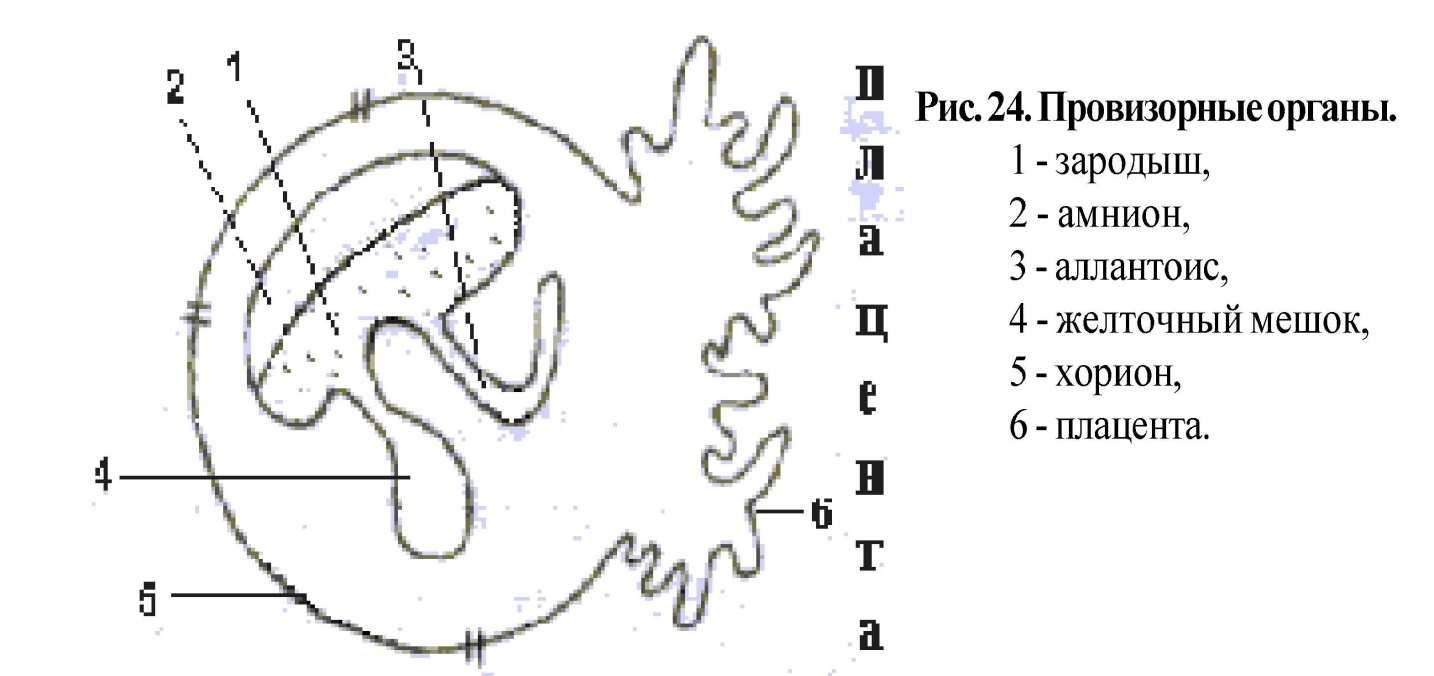 3
1
2
4
5
6
плацента
Рис. 24. Провизорные органы.
1 - зародыш,
2 - амнион,
3 - аллантоис,
4 - желточный мешок,
5 - хорион,
6 - плацента.